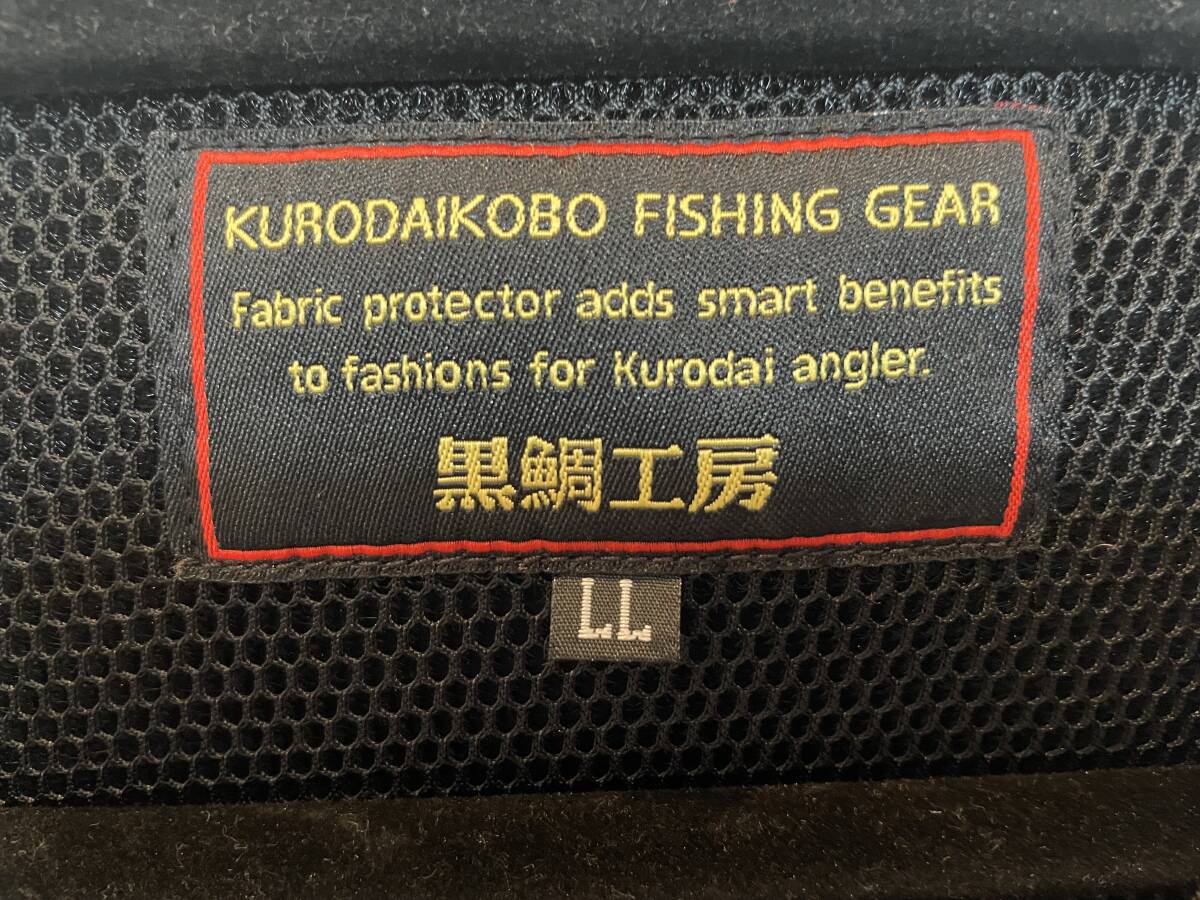 KURODAIKOBO FISHING GEAR
Fabric protector adds smart benefits
to fashions for Kurodai angler.
黒鯛工房
LL